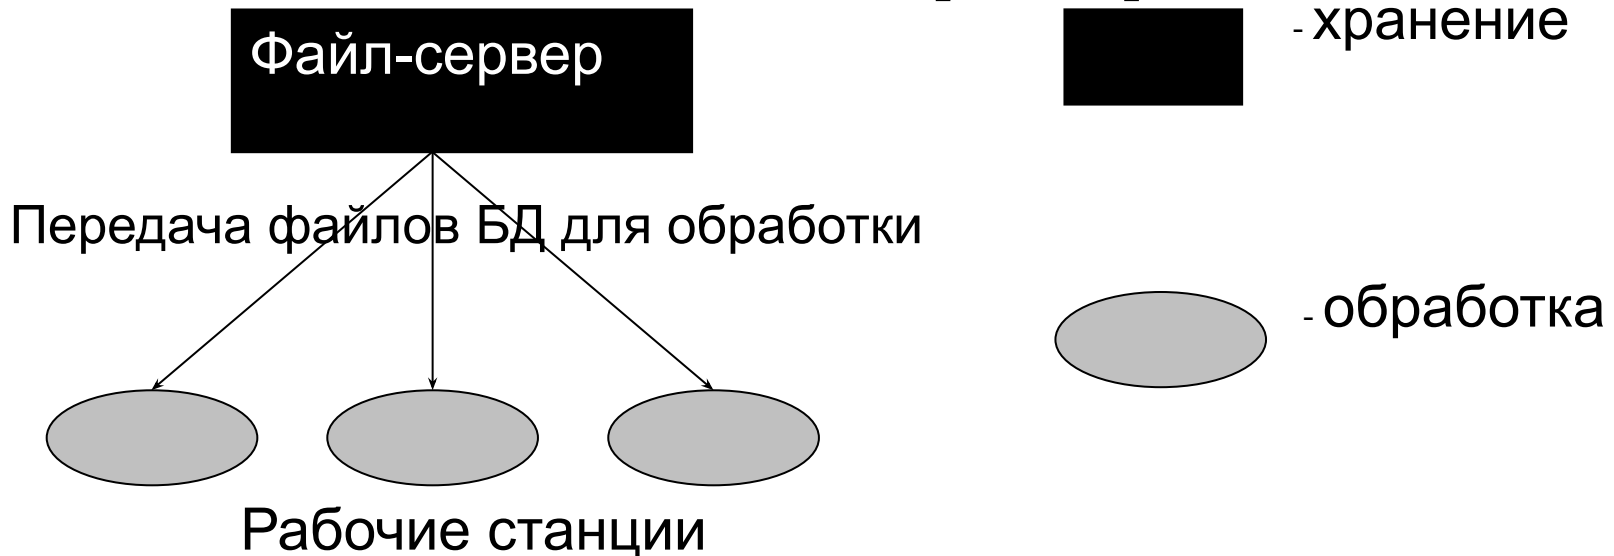 Файл-сервер
- хранение
Передача файлов БД для обработки
- обработка
Рабочие станции